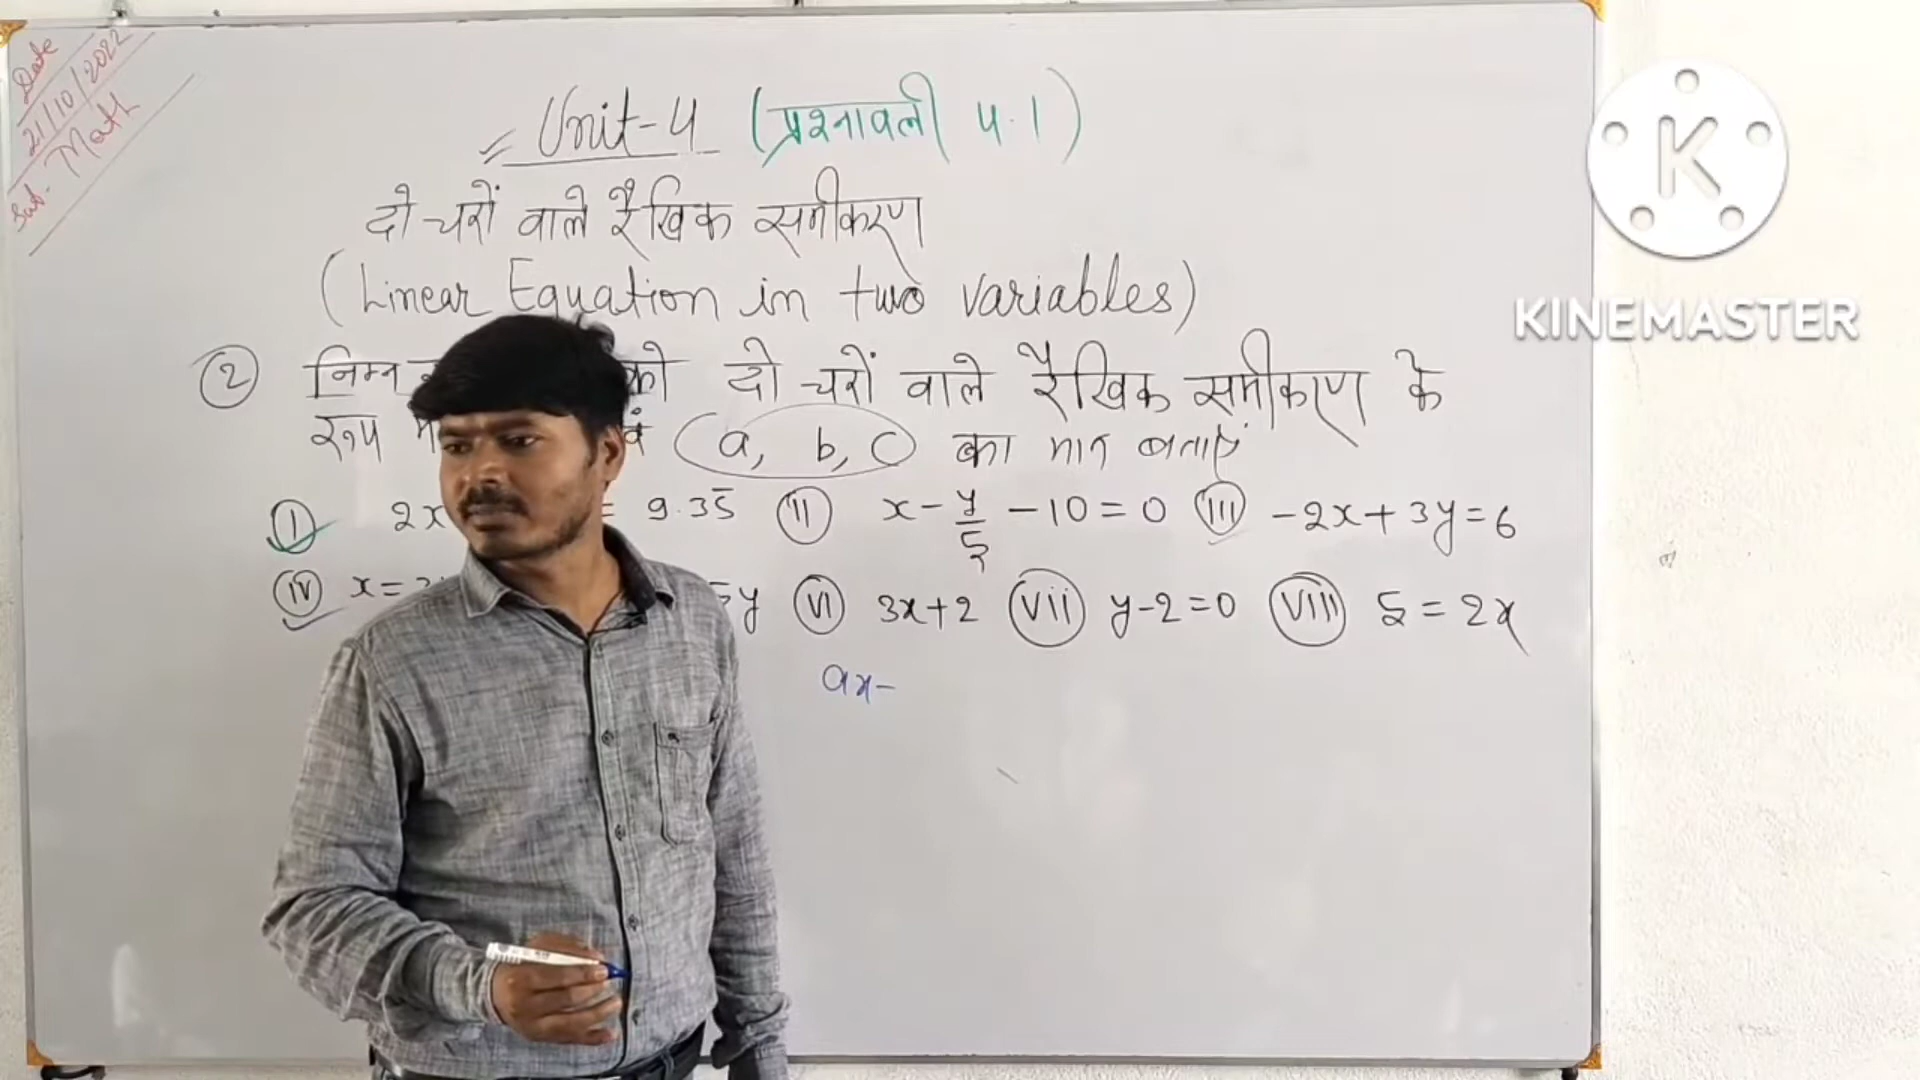 Date
21/10/2022
Sub- Math
Unit-4 (प्रश्नावली 4.1)
दो चरों वाले रैखिक समीकरण
(Linear Equation in two variables)
② निम्न को दो चरों वाले रैखिक समीकरण के
रूप a, b, c का मान बताएं
① 2x = 9.35 ⅱ x - y/5 - 10 = 0 ⅲ -2x + 3y = 6
ⅳ x = 5y ⅵ 3x+2 ⅶ y-2=0 ⅷ 5 = 2x
ax-
K
KINEMASTER